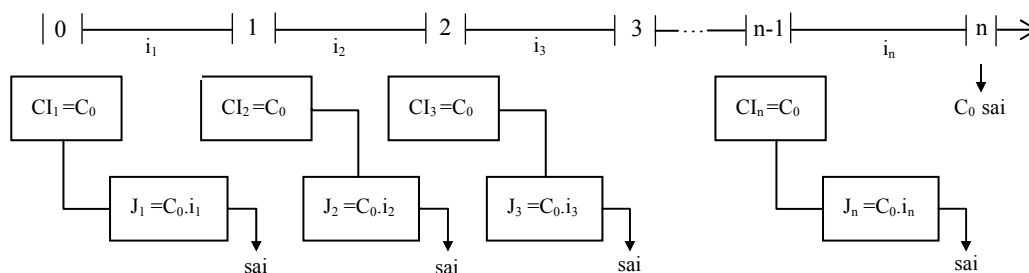 0 1 2 3 … n-1 n
i₁ i₂ i₃ iₙ
CI₁ =C₀ CI₂=C₀ CI₃ =C₀ CIₙ=C₀ C₀ sai
J₁ =C₀.i₁ J₂ =C₀.i₂ J₃ =C₀.i₃ Jₙ =C₀.iₙ
sai sai sai sai